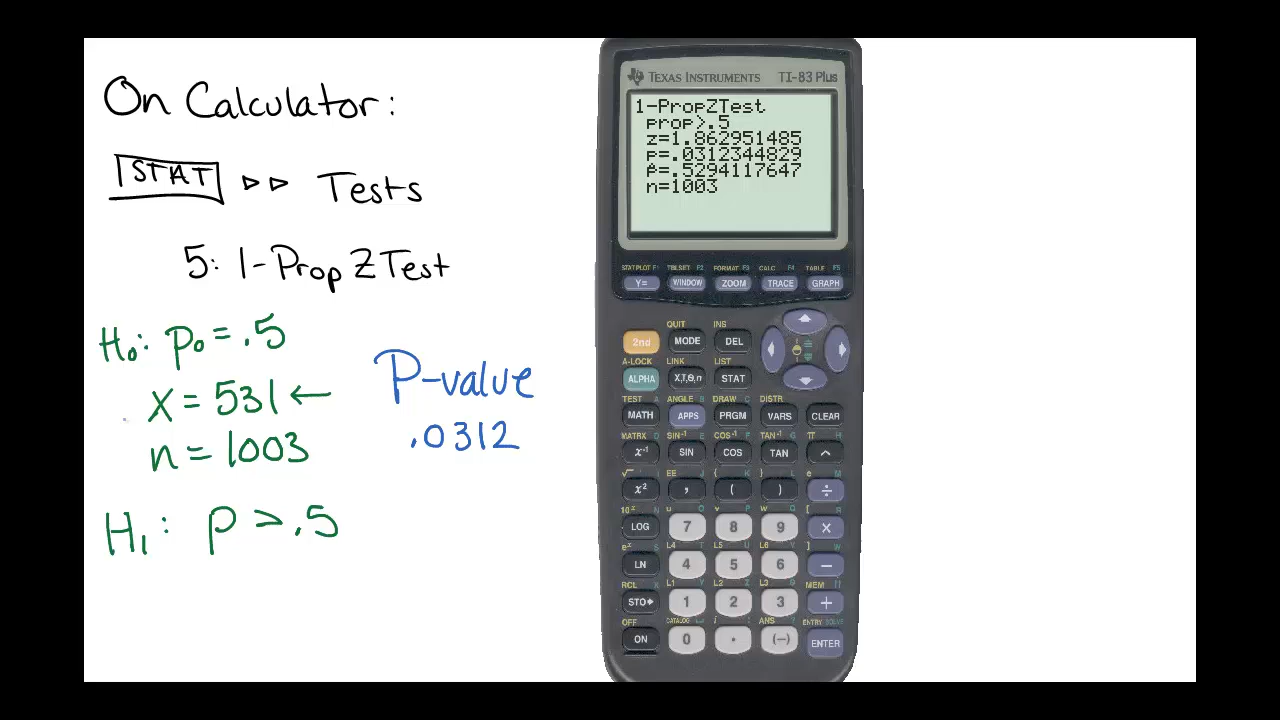 On Calculator:
STAT ▷▷ Tests
5: 1-Prop Z Test
H₀: p₀ = .5
x = 531 ←
n = 1003
H₁: p > .5
P-value
.0312
TEXAS INSTRUMENTS TI-83 Plus
1-PropZTest
prop>.5
z=1.862951485
p=.0312344829
p̂=.5294117647
n=1003
STAT PLOT F1 TBLSET F2 FORMAT F3 CALC F4 TABLE F5
Y= WINDOW ZOOM TRACE GRAPH
QUIT INS
2nd MODE DEL
A-LOCK LINK LIST
ALPHA X,T,Θ,n STAT
TEST A ANGLE B DRAW C DISTR
MATH APPS PRGM VARS CLEAR
MATRX D SIN⁻¹ E COS⁻¹ F TAN⁻¹ G π H
x⁻¹ SIN COS TAN ^
√ I EE J { K } L e M
x² , ( ) ÷
10ˣ N u O v P w Q [ R
LOG 7 8 9 ×
eˣ S L4 T L5 U L6 V ] W
LN 4 5 6 −
RCL X L1 Y L2 Z L3 θ MEM "
STO▸ 1 2 3 +
OFF CATALOG i : ANS ? ENTRY SOLVE
ON 0 . (−) ENTER